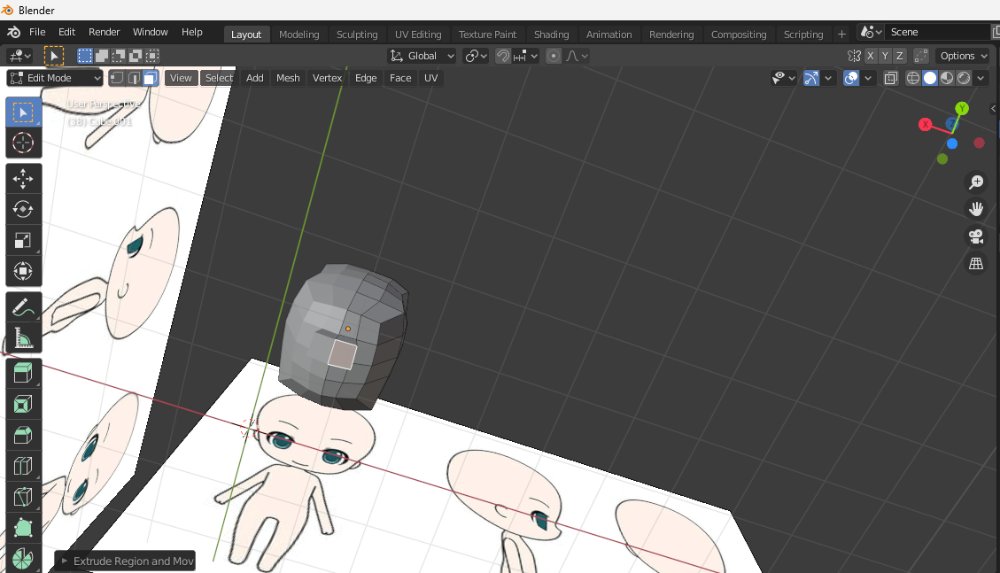 Blender
File Edit Render Window Help Layout Modeling Sculpting UV Editing Texture Paint Shading Animation Rendering Compositing Scripting + Scene
Global X Y Z Options
Edit Mode View Select Add Mesh Vertex Edge Face UV
User Perspective
(38) Cube.001
Y
X
Z
Extrude Region and Mov